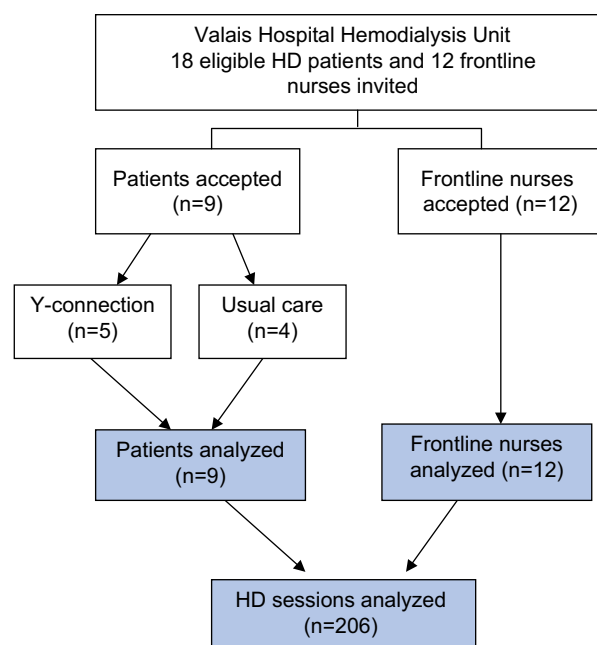 Valais Hospital Hemodialysis Unit
18 eligible HD patients and 12 frontline
nurses invited
Patients accepted
(n=9)
Frontline nurses
accepted (n=12)
Y-connection
(n=5)
Usual care
(n=4)
Patients analyzed
(n=9)
Frontline nurses
analyzed (n=12)
HD sessions analyzed
(n=206)